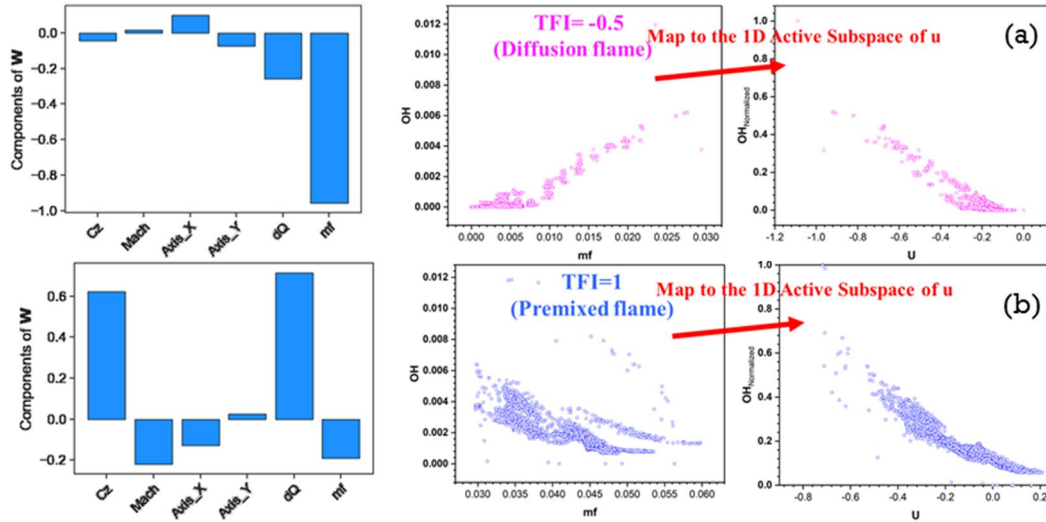 Components of W
0.0
−0.2
−0.4
−0.6
−0.8
−1.0
Cz
Mach
Axis_X
Axis_Y
dQ
mf
TFI= -0.5
(Diffusion flame)
OH
0.012
0.010
0.008
0.006
0.004
0.002
0.000
0.000
0.005
0.010
0.015
0.020
0.025
0.030
mf
Map to the 1D Active Subspace of u
(a)
OH Normalized
1.0
0.8
0.6
0.4
0.2
0.0
-1.2
-1.0
-0.8
-0.6
-0.4
-0.2
0.0
U
Components of W
0.6
0.4
0.2
0.0
−0.2
Cz
Mach
Axis_X
Axis_Y
dQ
mf
TFI=1
(Premixed flame)
OH
0.012
0.010
0.008
0.006
0.004
0.002
0.000
0.030
0.035
0.040
0.045
0.050
0.055
0.060
mf
Map to the 1D Active Subspace of u
(b)
OH Normalized
1.0
0.8
0.6
0.4
0.2
0.0
-0.8
-0.6
-0.4
-0.2
0.0
0.2
U